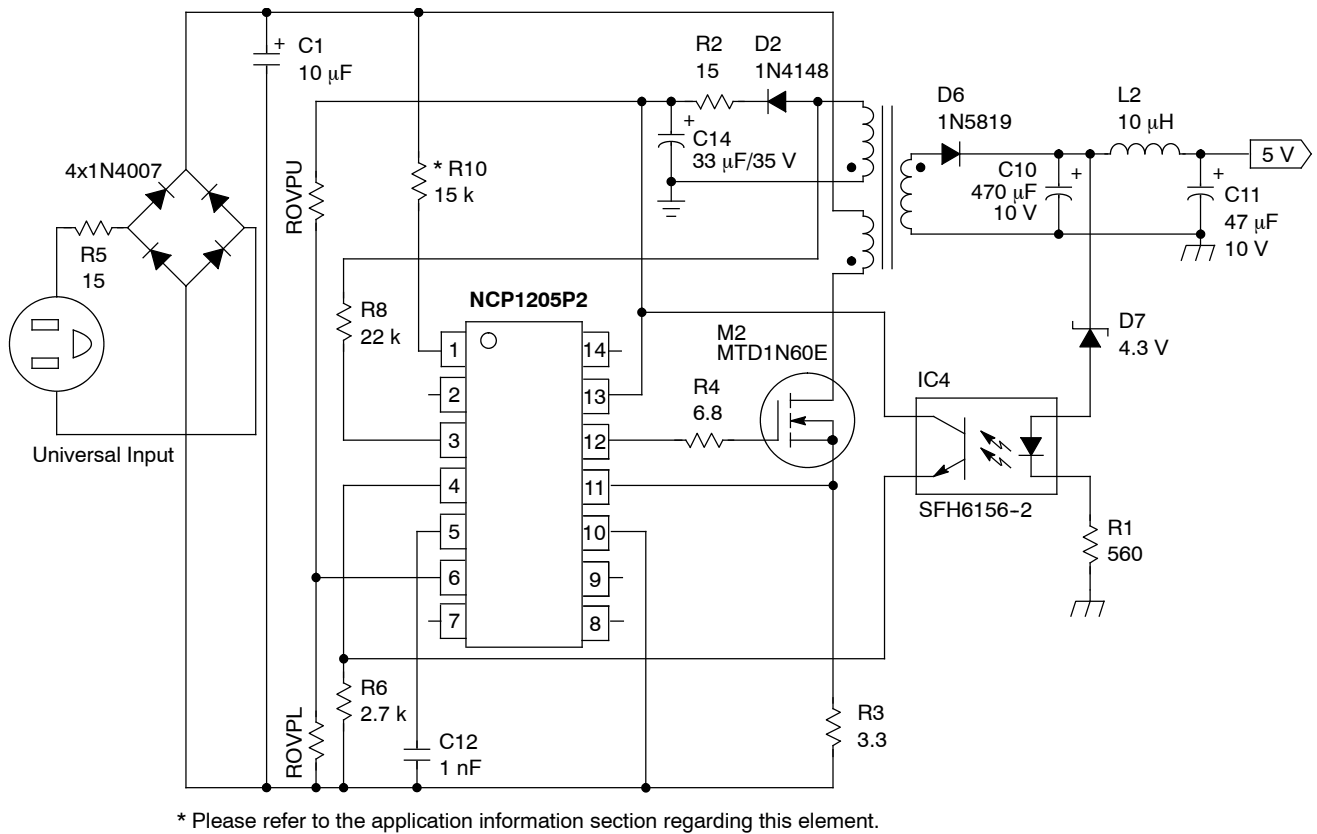 C1
10 µF
R2
15
D2
1N4148
C14
33 µF/35 V
D6
1N5819
L2
10 µH
5 V
C10
470 µF
10 V
C11
47 µF
10 V
4x1N4007
R5
15
ROVPU
* R10
15 k
R8
22 k
NCP1205P2
1
2
3
4
5
6
7
14
13
12
11
10
9
8
M2
MTD1N60E
R4
6.8
D7
4.3 V
IC4
SFH6156-2
R1
560
Universal Input
ROVPL
R6
2.7 k
C12
1 nF
R3
3.3
* Please refer to the application information section regarding this element.